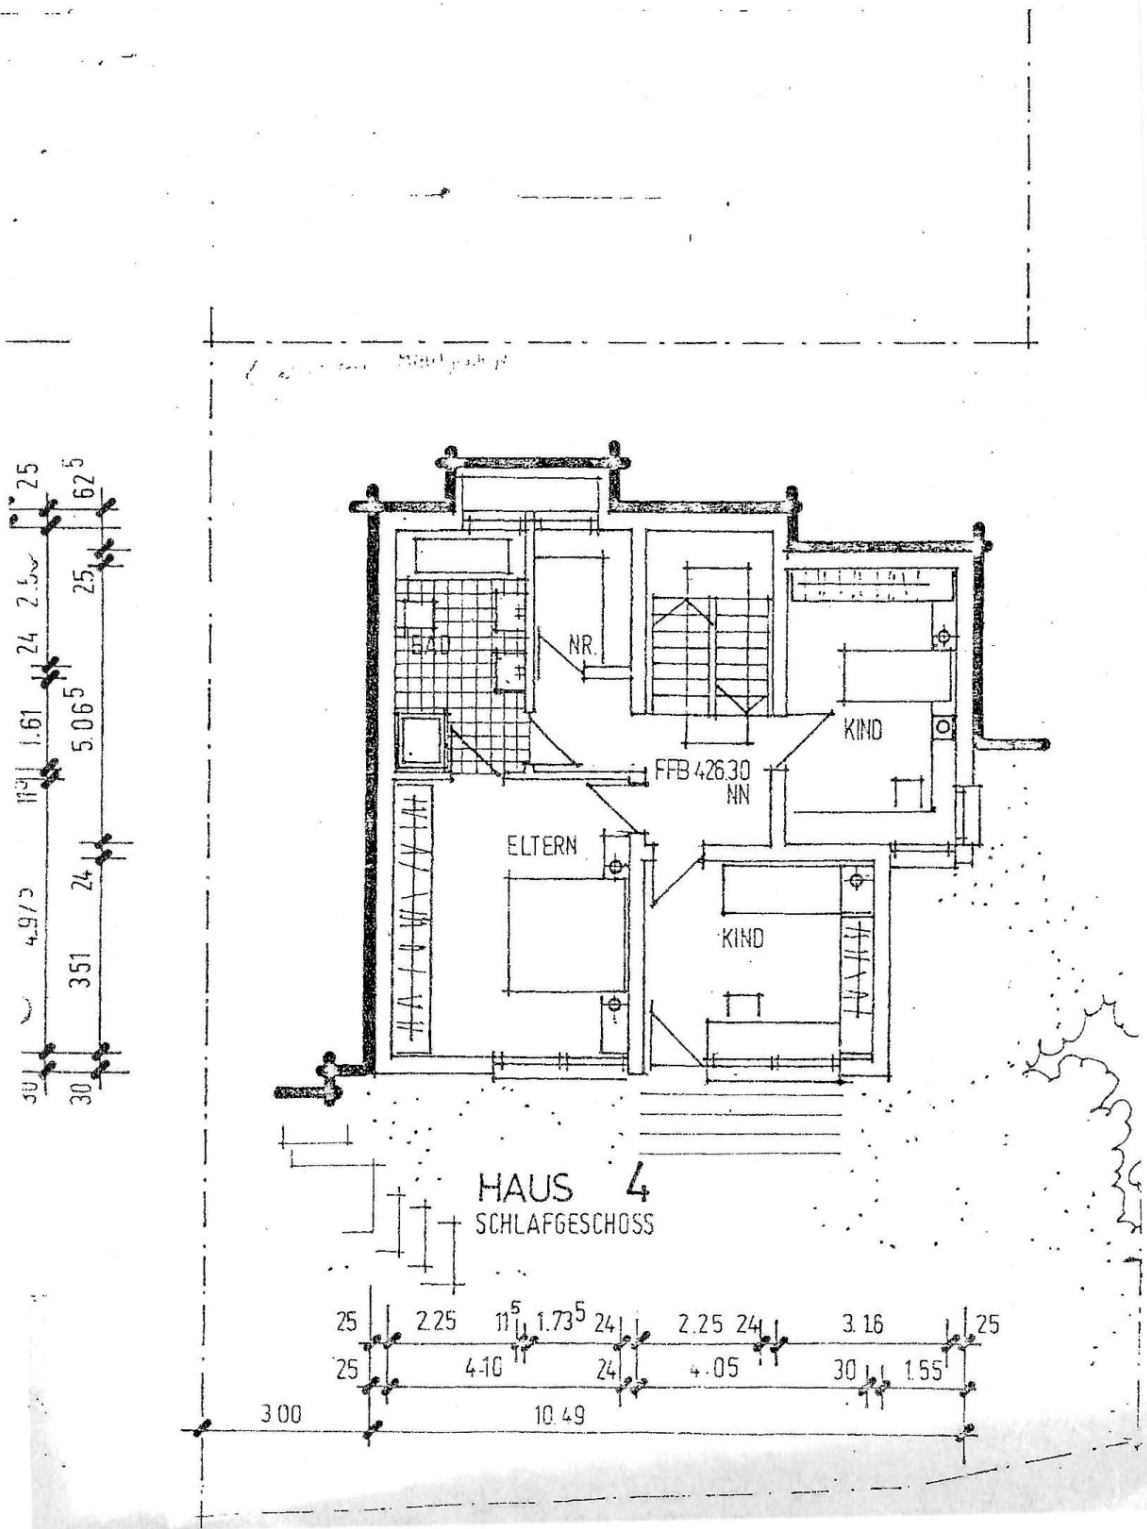 BAD
NR.
KIND
FFB 426.30
NN
ELTERN
KIND
HAUS 4
SCHLAFGESCHOSS
25
24
1.61
11⁵
30
62⁵
25
5.06⁵
24
351
30
25 2.25 11⁵ 1.73⁵ 24 2.25 24 3.16 25
25 4.10 24 4.05 30 1.55
3.00 10.49